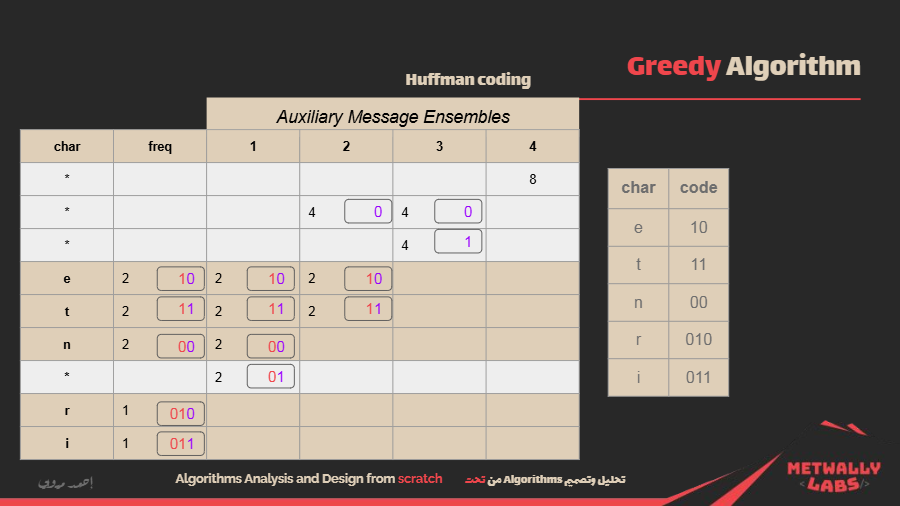 Greedy Algorithm
Huffman coding
Auxiliary Message Ensembles
char freq 1 2 3 4
* 8
* 4 0 4 0
* 4 1
e 2 10 2 10 2 10
t 2 11 2 11 2 11
n 2 00 2 00
* 2 01
r 1 010
i 1 011
char code
e 10
t 11
n 00
r 010
i 011
Algorithms Analysis and Design from scratch
تحليل وتصميم Algorithms من تحت
METWALLY
<LABS/>